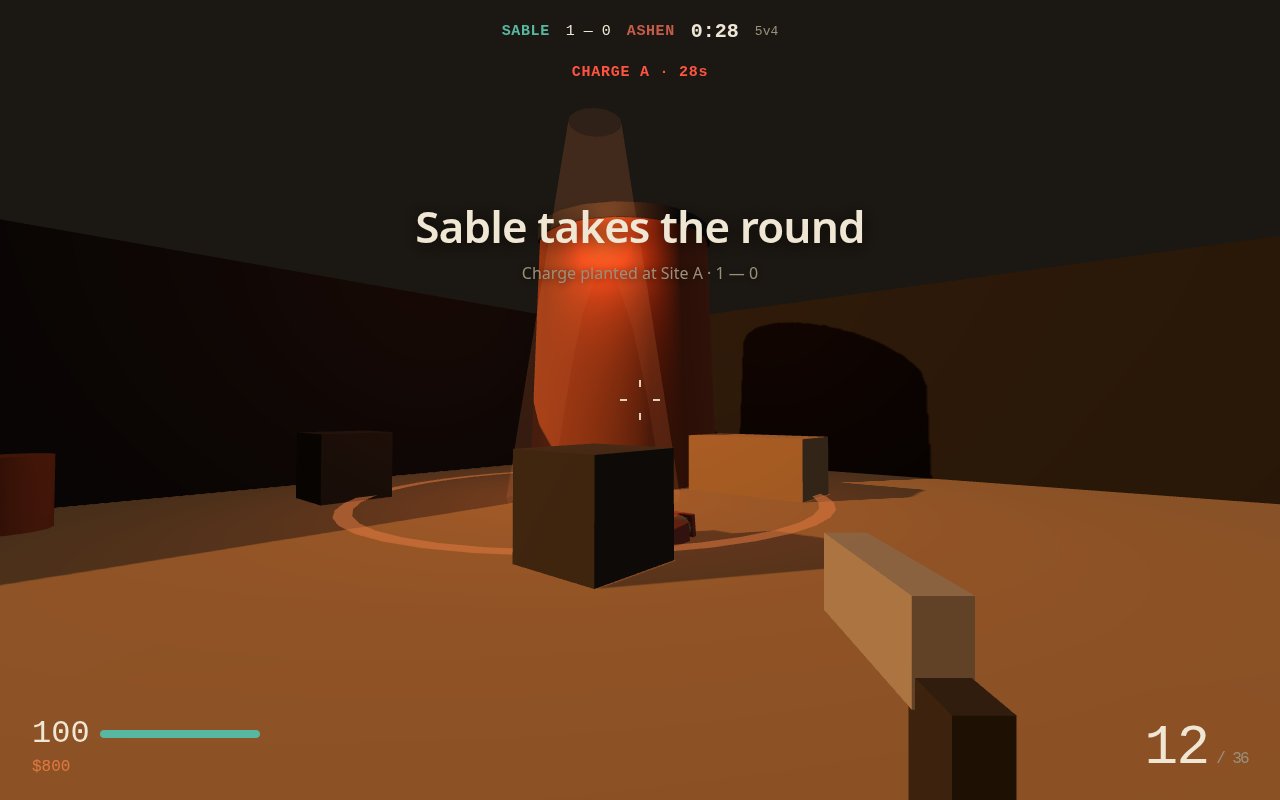 SABLE 1 — 0 ASHEN 0:28 5v4
CHARGE A · 28s
Sable takes the round
Charge planted at Site A · 1 — 0
100
$800
12 / 36